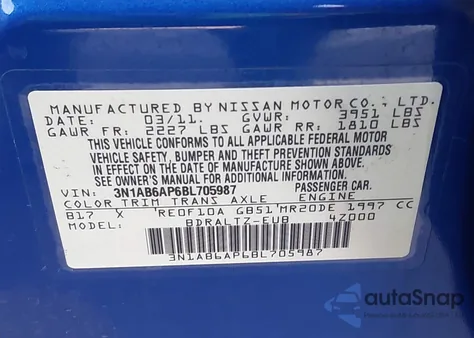 MANUFACTURED BY NISSAN MOTOR CO., LTD.
DATE: 03/11. GVWR: 3951 LBS
GAWR FR: 2227 LBS GAWR RR: 1810 LBS
THIS VEHICLE CONFORMS TO ALL APPLICABLE FEDERAL MOTOR
VEHICLE SAFETY, BUMPER AND THEFT PREVENTION STANDARDS
IN EFFECT ON THE DATE OF MANUFACTURE SHOWN ABOVE.
SEE OWNER'S MANUAL FOR ADDITIONAL INFORMATION.
VIN: 3N1AB6AP6BL705987 PASSENGER CAR.
COLOR TRIM TRANS AXLE ENGINE
B17 X RE0F10A GB51 MR20DE 1997 CC
MODEL: BDRALTZ-EUB 4Z000
3N1AB6AP6BL705987
autoSnap